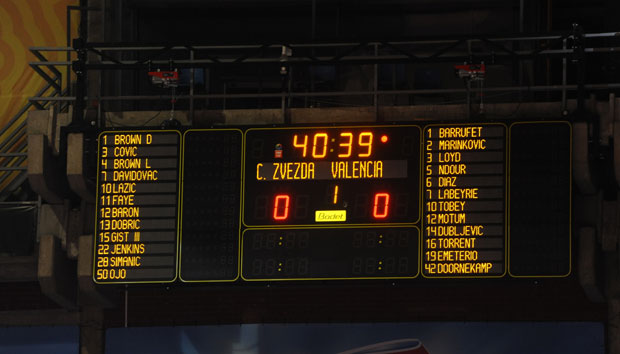 40:39
C. ZVEZDA VALENCIA
0 1 0
Bodet
1 BROWN D
3 COVIC
4 BROWN L
7 DAVIDOVAC
10 LAZIC
11 FAYE
12 BARON
13 DOBRIC
15 GIST III
22 JENKINS
28 SIMANIC
50 OJO
1 BARRUFET
2 MARINKOVIC
3 LOYD
5 NDOUR
6 DIAZ
7 LABEYRIE
10 TOBEY
12 MOTUM
14 DUBLJEVIC
16 TORRENT
19 EMETERIO
42 DOORNEKAMP